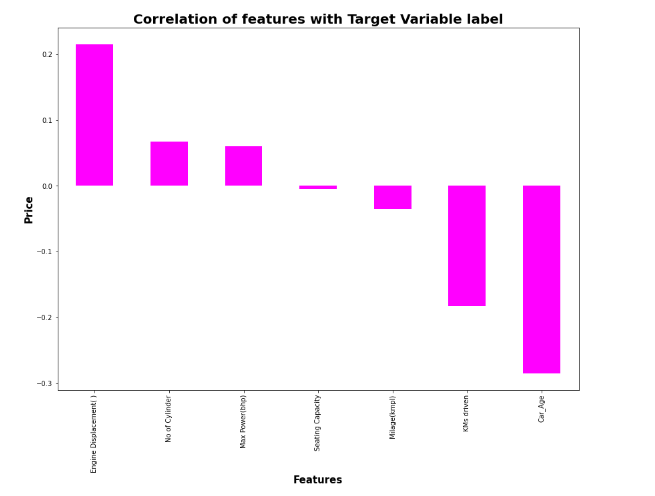 Correlation of features with Target Variable label
Price
0.2
0.1
0.0
−0.1
−0.2
−0.3
Engine Displacement( )
No of Cylinder
Max Power(bhp)
Seating Capacity
Milage(kmpl)
KMs driven
Car_Age
Features